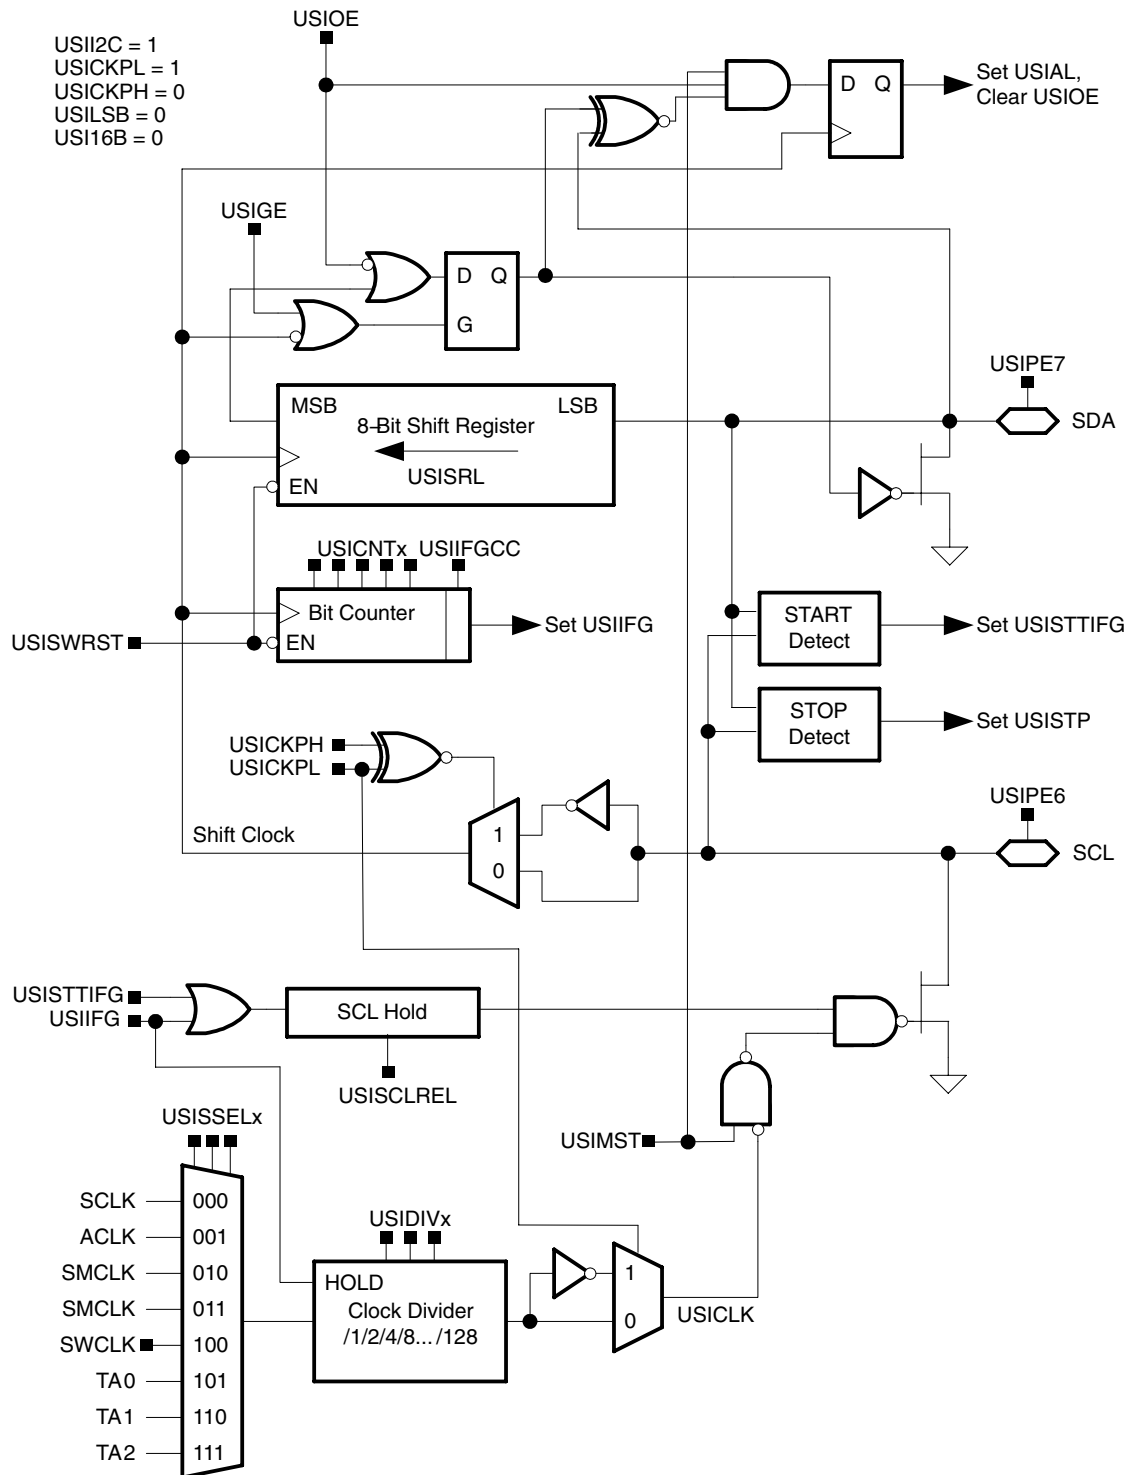 USIOE
USII2C = 1
USICKPL = 1
USICKPH = 0
USILSB = 0
USI16B = 0
D Q
Set USIAL,
Clear USIOE
USIGE
D Q
G
USIPE7
SDA
MSB
LSB
8–Bit Shift Register
USISRL
EN
USICNTx
USIIFGCC
Bit Counter
EN
USISWRST
Set USIIFG
START
Detect
Set USISTTIFG
STOP
Detect
Set USISTP
USICKPH
USICKPL
USIPE6
Shift Clock
1
0
SCL
USISTTIFG
USIIFG
SCL Hold
USISCLREL
USISSELx
USIMST
SCLK
000
ACLK
001
SMCLK
010
SMCLK
011
SWCLK
100
TA0
101
TA1
110
TA2
111
USIDIVx
HOLD
Clock Divider
/1/2/4/8... /128
1
0
USICLK